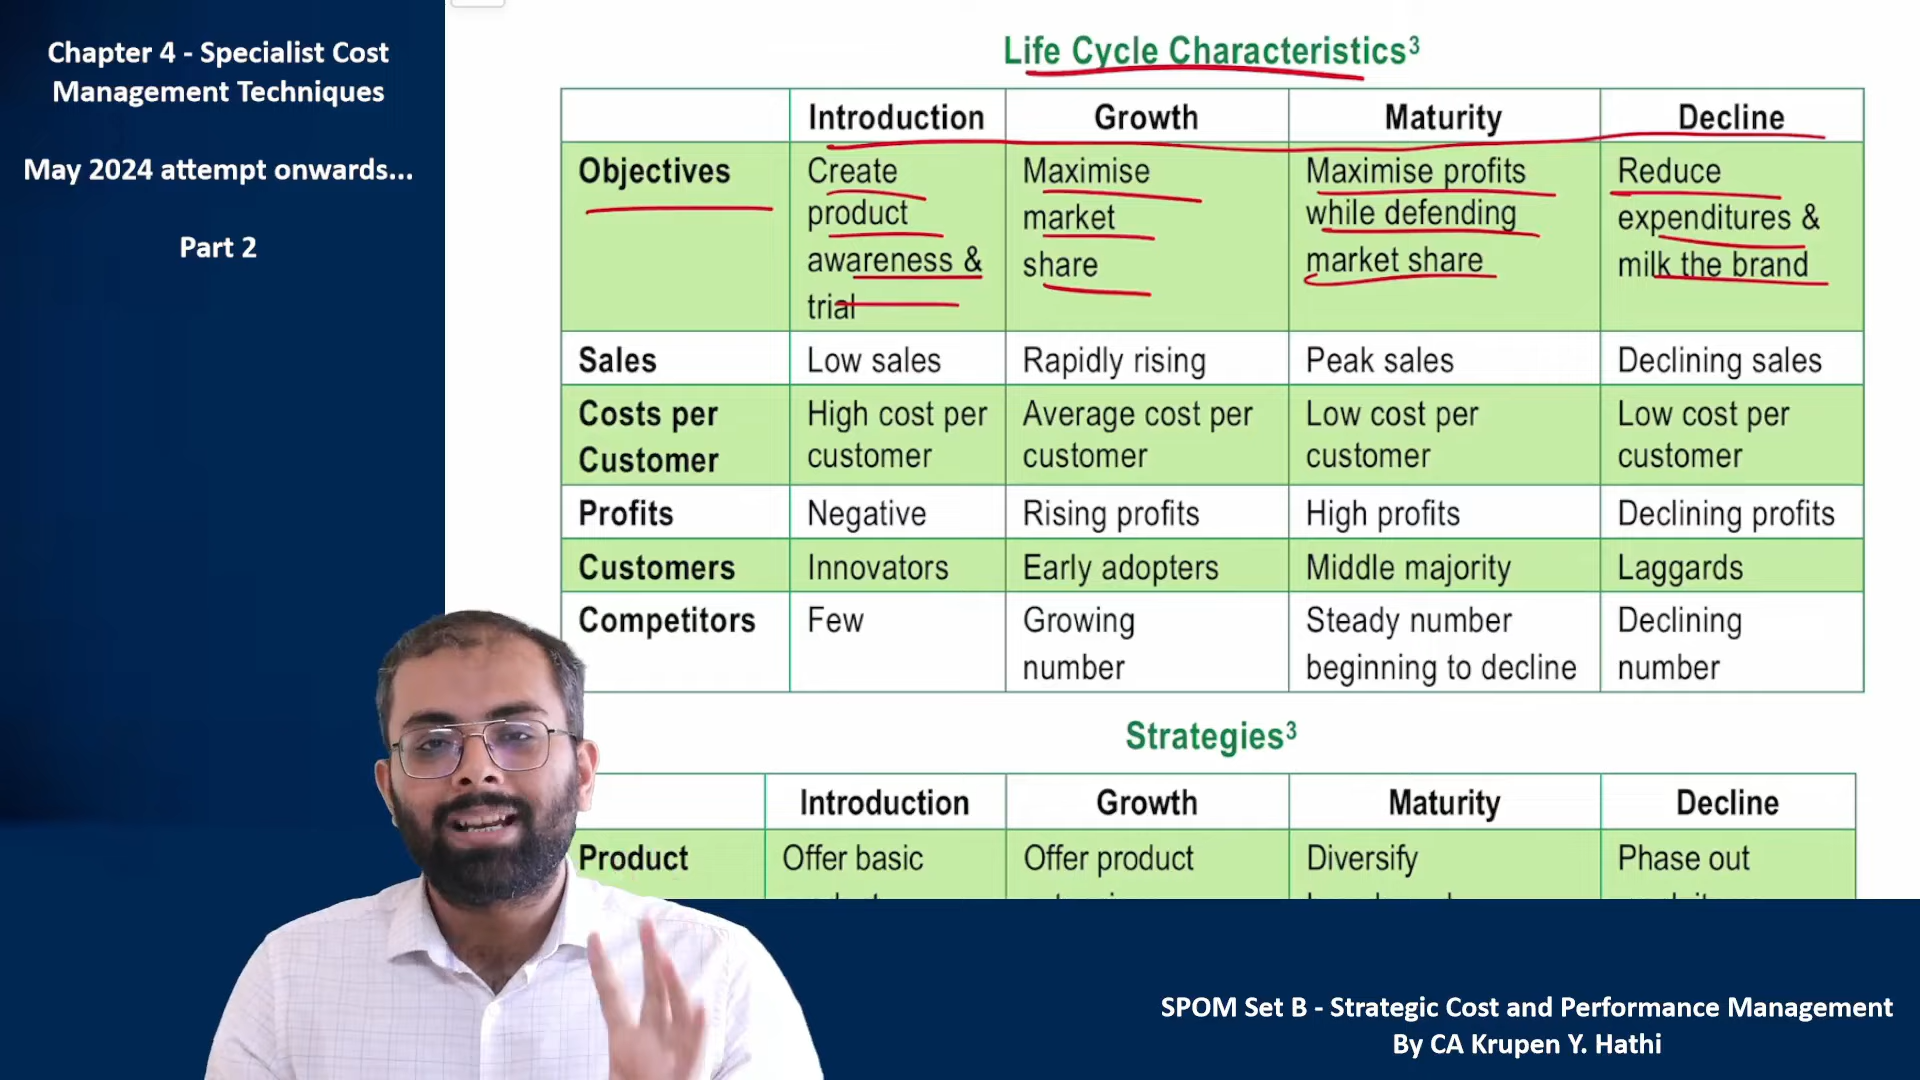 Chapter 4 - Specialist Cost
Management Techniques
May 2024 attempt onwards...
Part 2
Life Cycle Characteristics³
Introduction Growth Maturity Decline
Objectives
Create
product
awareness &
trial
Maximise
market
share
Maximise profits
while defending
market share
Reduce
expenditures &
milk the brand
Sales
Low sales
Rapidly rising
Peak sales
Declining sales
Costs per
Customer
High cost per
customer
Average cost per
customer
Low cost per
customer
Low cost per
customer
Profits
Negative
Rising profits
High profits
Declining profits
Customers
Innovators
Early adopters
Middle majority
Laggards
Competitors
Few
Growing
number
Steady number
beginning to decline
Declining
number
Strategies³
Introduction Growth Maturity Decline
Product
Offer basic
Offer product
Diversify
Phase out
SPOM Set B - Strategic Cost and Performance Management
By CA Krupen Y. Hathi